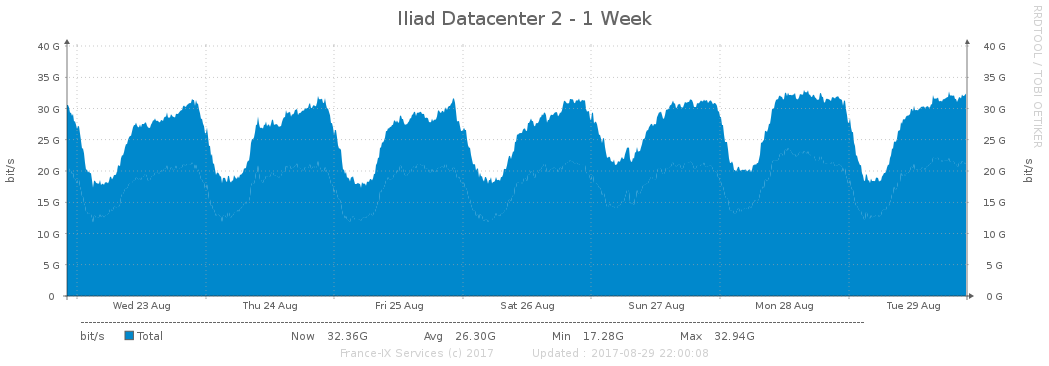 Iliad Datacenter 2 - 1 Week
RRDTOOL / TOBI OETIKER
40 G 40 G
35 G 35 G
30 G 30 G
25 G 25 G
20 G 20 G
15 G 15 G
10 G 10 G
5 G 5 G
0 0 G
bit/s bit/s
Wed 23 Aug Thu 24 Aug Fri 25 Aug Sat 26 Aug Sun 27 Aug Mon 28 Aug Tue 29 Aug
bit/s Total Now 32.36G Avg 26.30G Min 17.28G Max 32.94G
France-IX Services (c) 2017 Updated : 2017-08-29 22:00:08